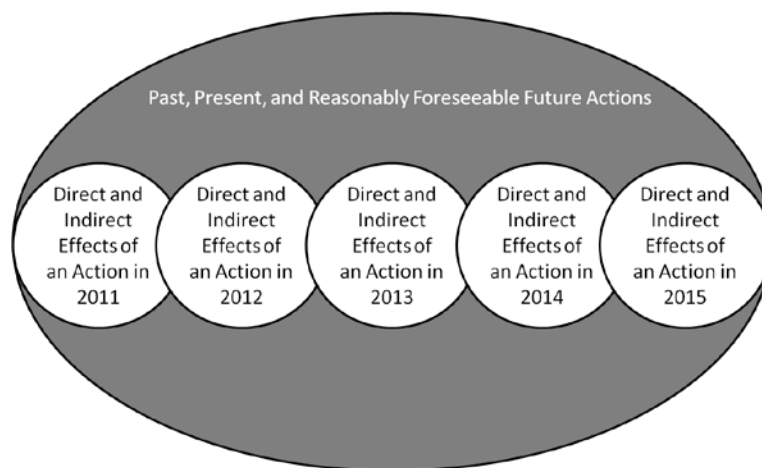 Past, Present, and Reasonably Foreseeable Future Actions
Direct and
Indirect
Effects of
an Action in
2011
Direct and
Indirect
Effects of
an Action in
2012
Direct and
Indirect
Effects of
an Action in
2013
Direct and
Indirect
Effects of
an Action in
2014
Direct and
Indirect
Effects of
an Action in
2015